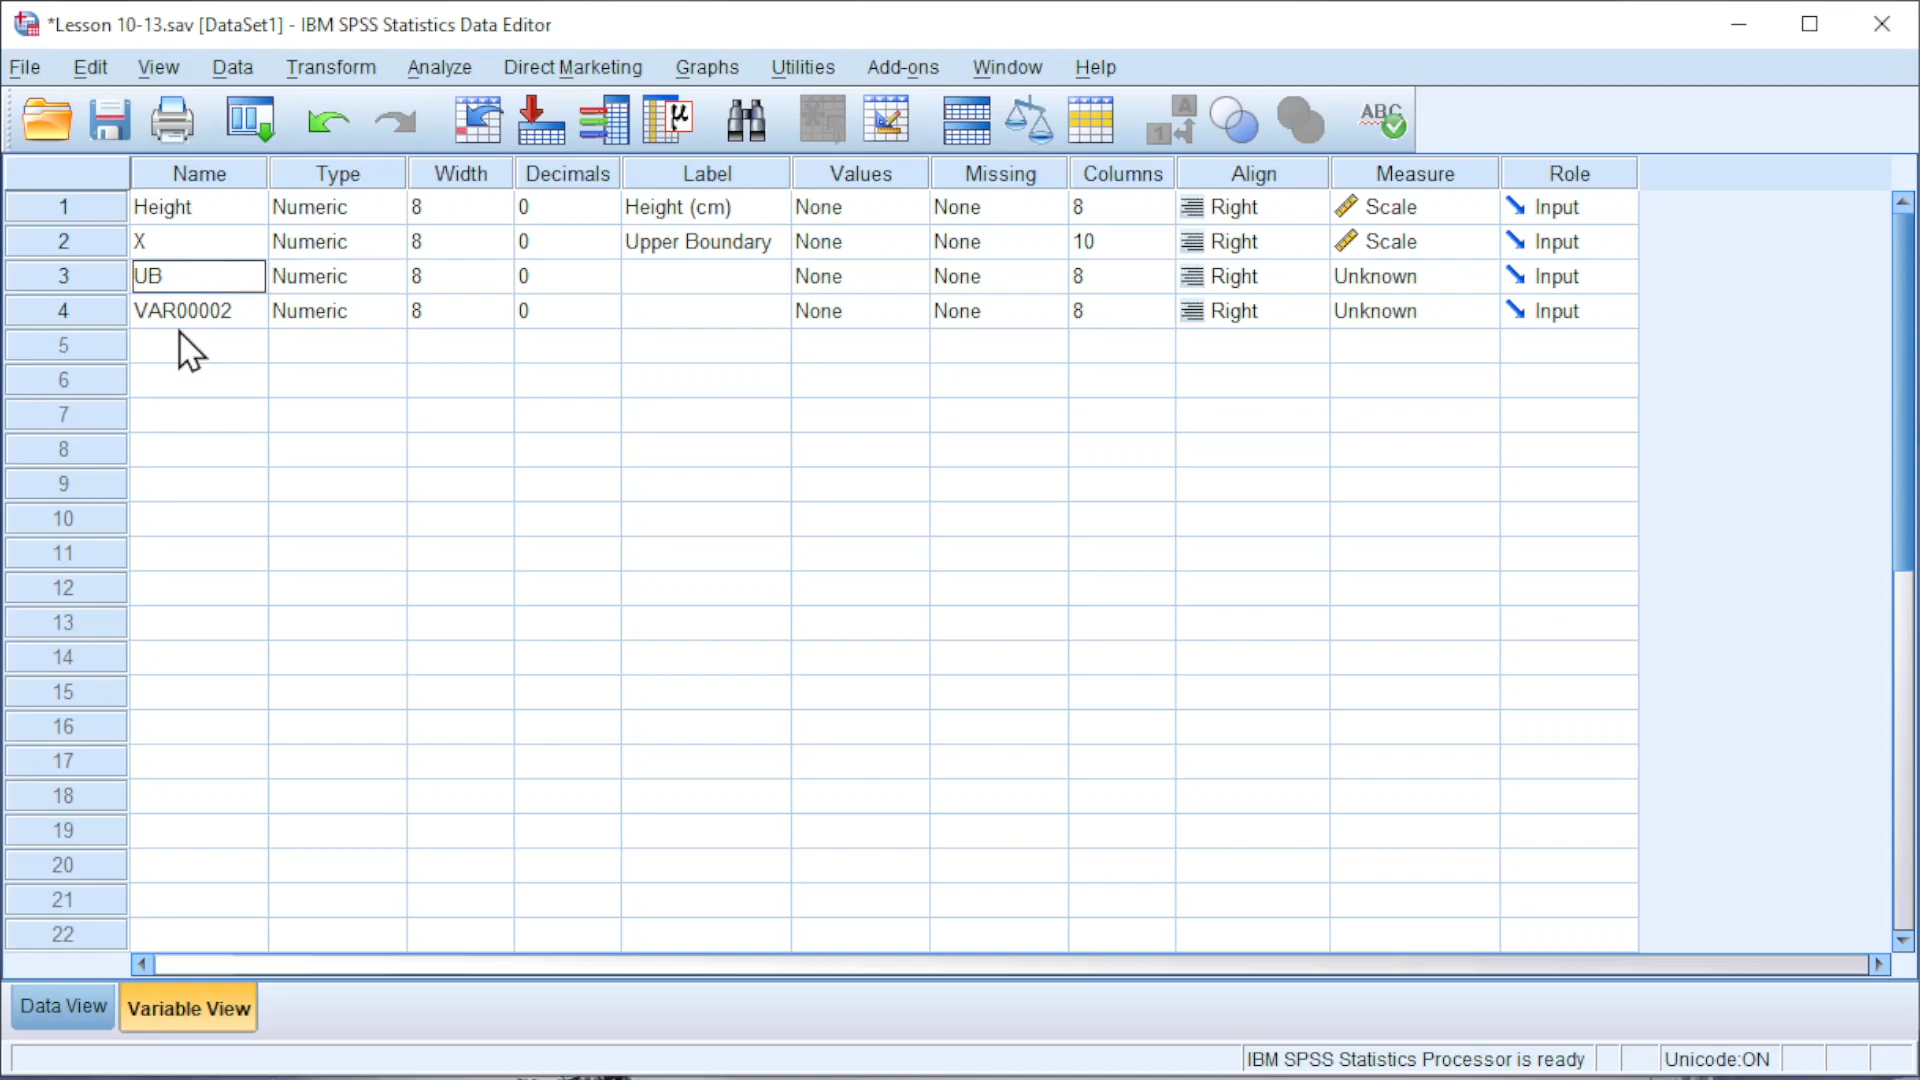 *Lesson 10-13.sav [DataSet1] - IBM SPSS Statistics Data Editor
File Edit View Data Transform Analyze Direct Marketing Graphs Utilities Add-ons Window Help
µ A 1 ABC
Name Type Width Decimals Label Values Missing Columns Align Measure Role
1 Height Numeric 8 0 Height (cm) None None 8 Right Scale Input
2 X Numeric 8 0 Upper Boundary None None 10 Right Scale Input
3 UB Numeric 8 0 None None 8 Right Unknown Input
4 VAR00002 Numeric 8 0 None None 8 Right Unknown Input
5
6
7
8
9
10
11
12
13
14
15
16
17
18
19
20
21
22
Data View Variable View
IBM SPSS Statistics Processor is ready Unicode:ON